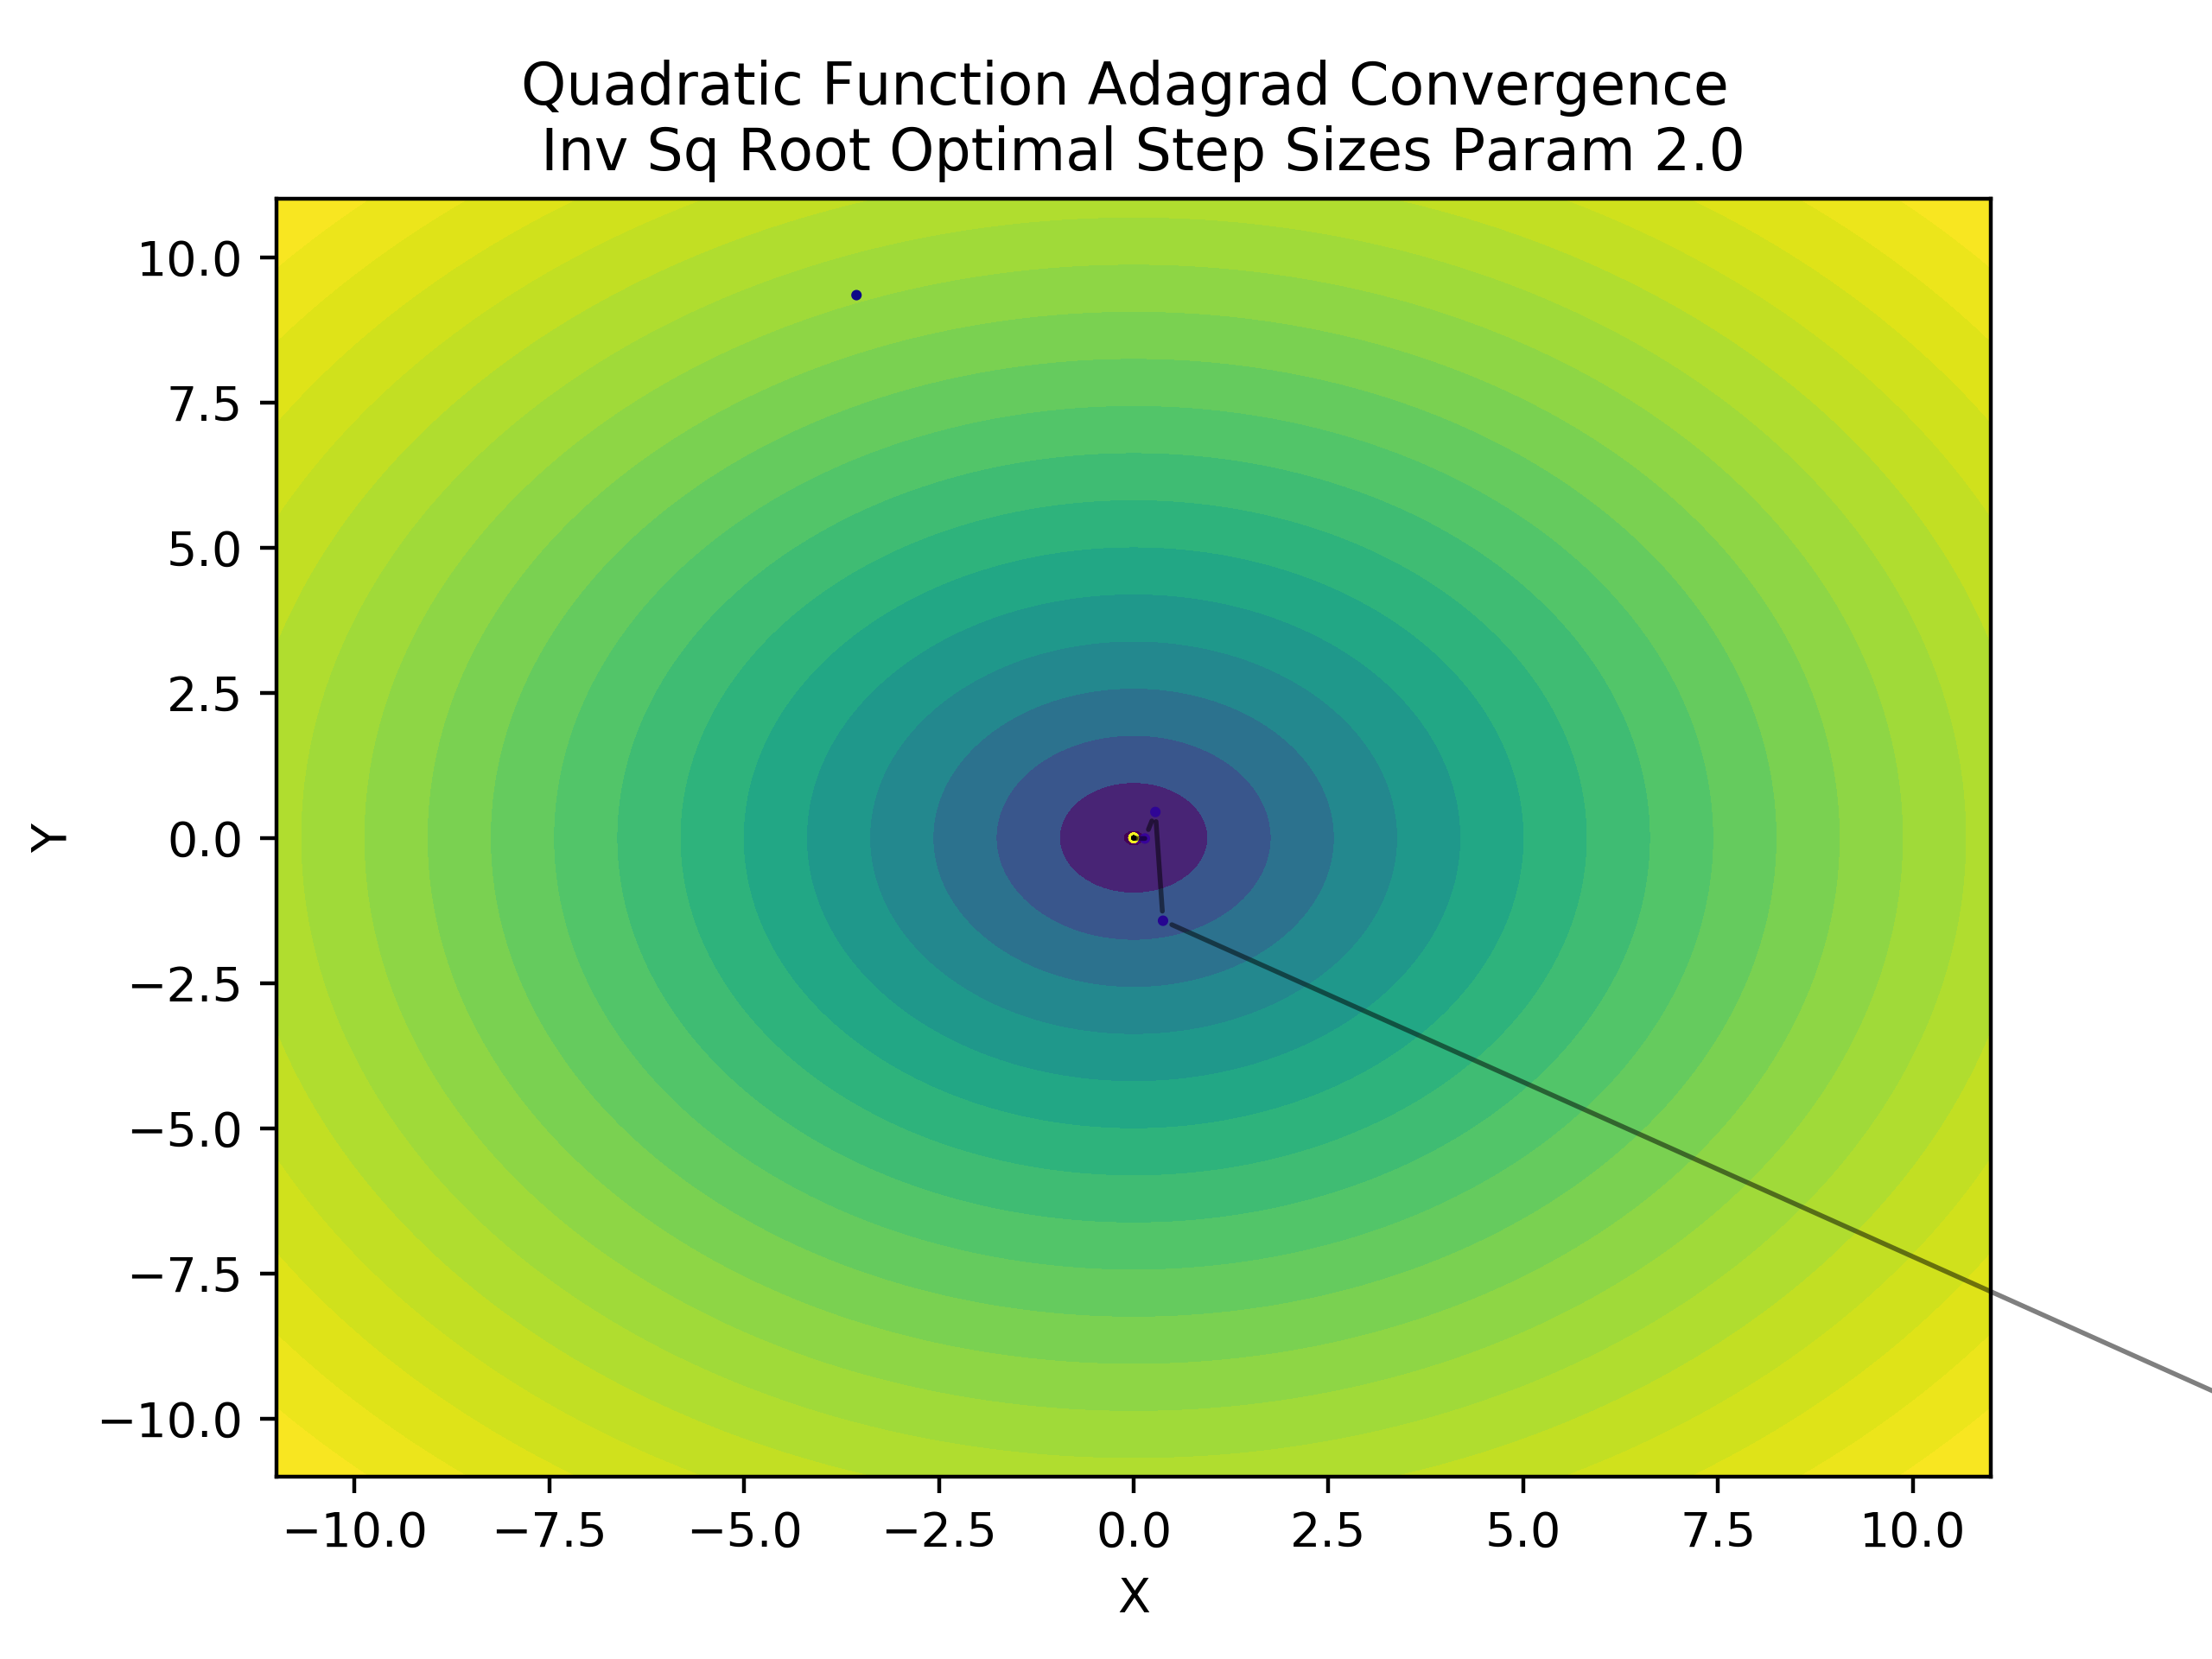 Quadratic Function Adagrad Convergence
Inv Sq Root Optimal Step Sizes Param 2.0
10.0
7.5
5.0
2.5
0.0
−2.5
−5.0
−7.5
−10.0
Y
−10.0 −7.5 −5.0 −2.5 0.0 2.5 5.0 7.5 10.0
X